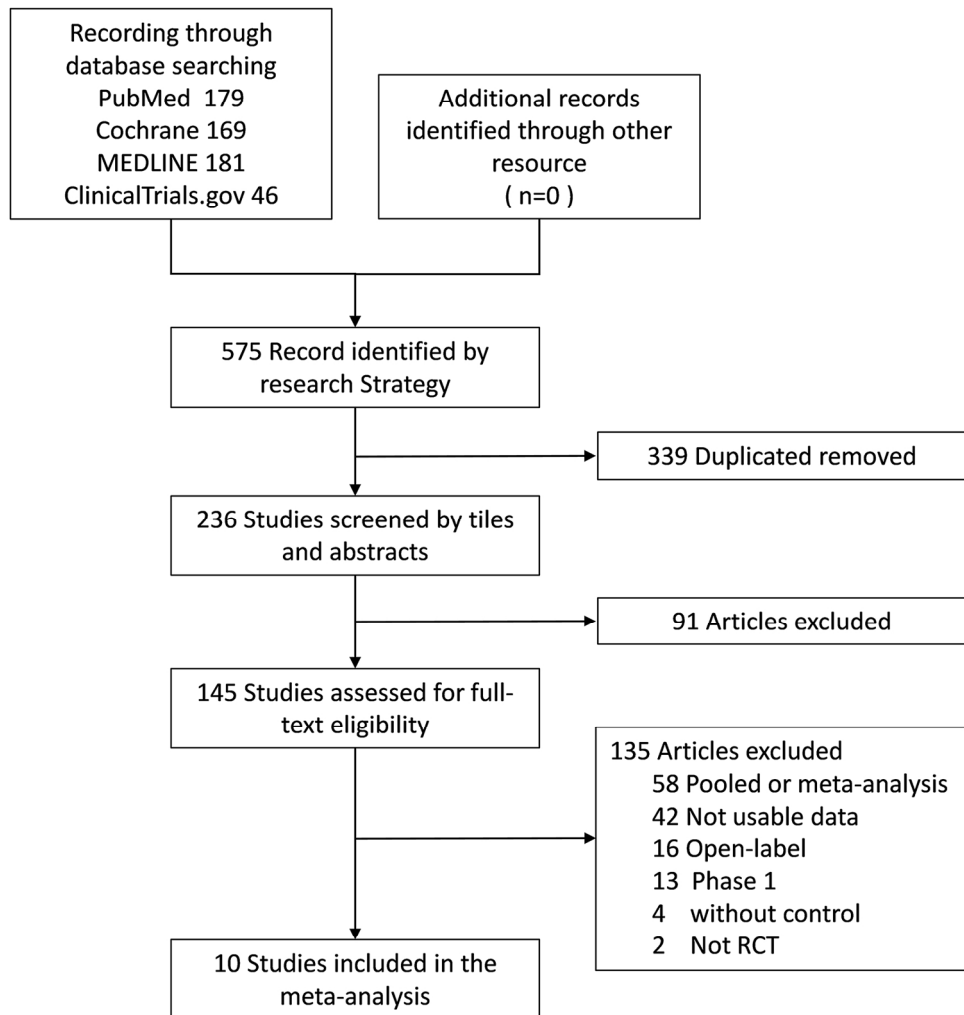 Recording through
database searching
PubMed 179
Cochrane 169
MEDLINE 181
ClinicalTrials.gov 46
Additional records
identified through other
resource
( n=0 )
575 Record identified by
research Strategy
339 Duplicated removed
236 Studies screened by tiles
and abstracts
91 Articles excluded
145 Studies assessed for full-
text eligibility
135 Articles excluded
58 Pooled or meta-analysis
42 Not usable data
16 Open-label
13 Phase 1
4 without control
2 Not RCT
10 Studies included in the
meta-analysis